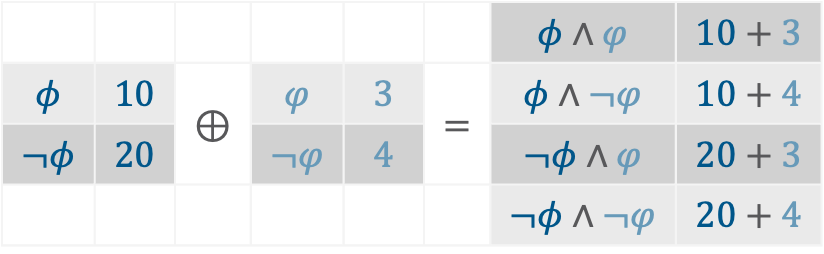 ϕ ∧ φ 10 + 3
ϕ 10 φ 3 ϕ ∧ ¬φ 10 + 4
⊕ =
¬ϕ 20 ¬φ 4 ¬ϕ ∧ φ 20 + 3
¬ϕ ∧ ¬φ 20 + 4